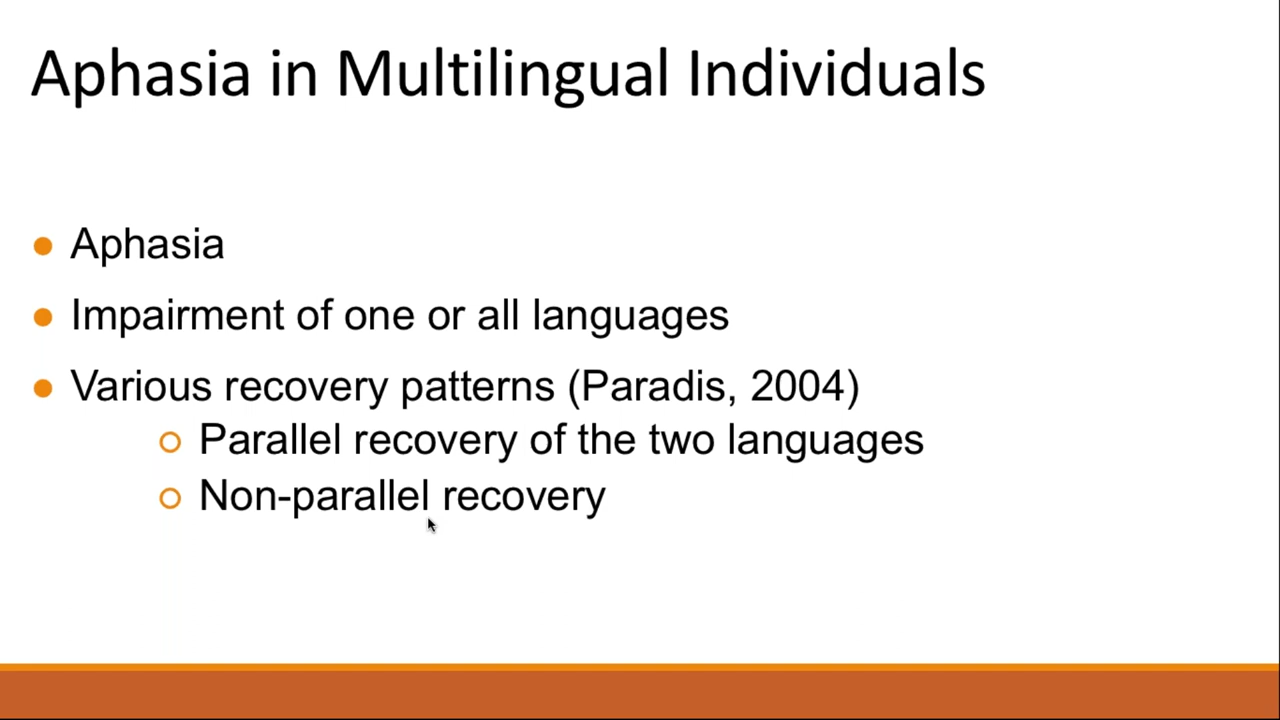 Aphasia in Multilingual Individuals
Aphasia
Impairment of one or all languages
Various recovery patterns (Paradis, 2004)
Parallel recovery of the two languages
Non-parallel recovery